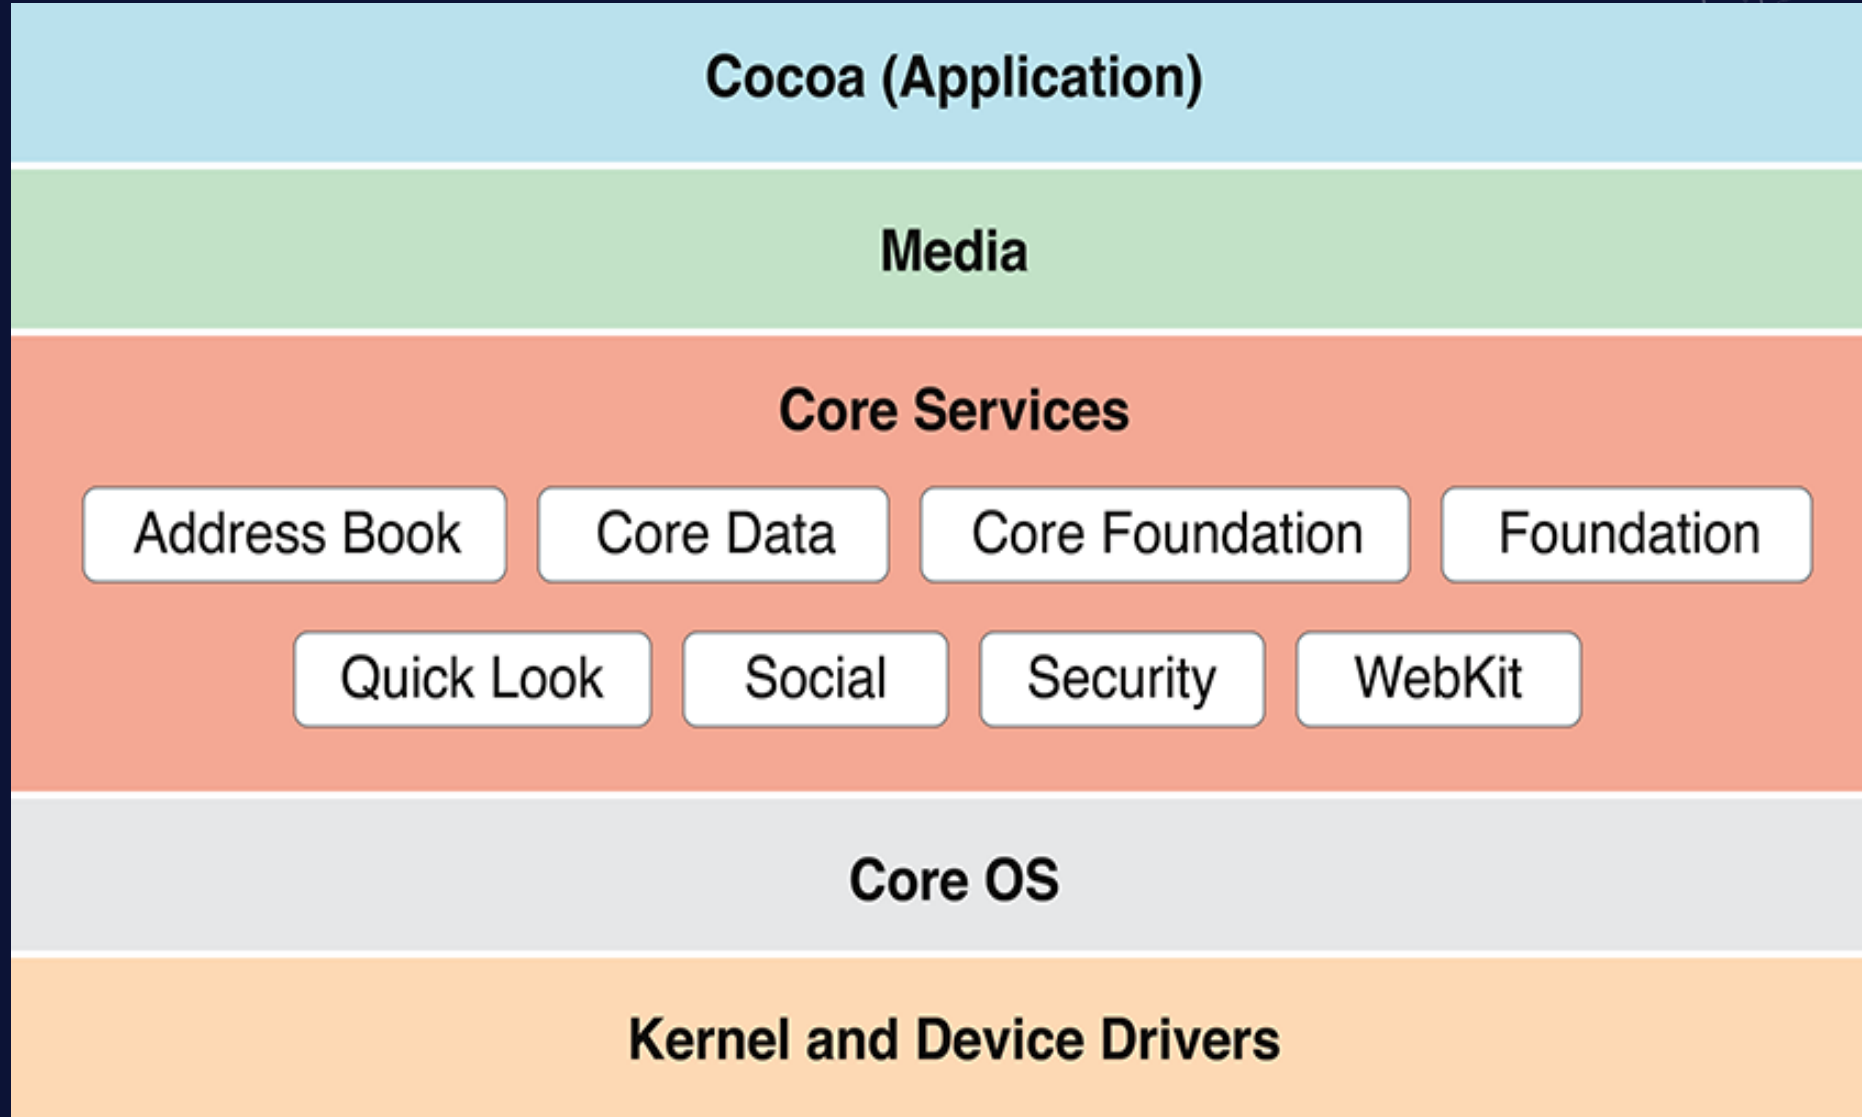 Cocoa (Application)
Media
Core Services
Address Book Core Data Core Foundation Foundation
Quick Look Social Security WebKit
Core OS
Kernel and Device Drivers